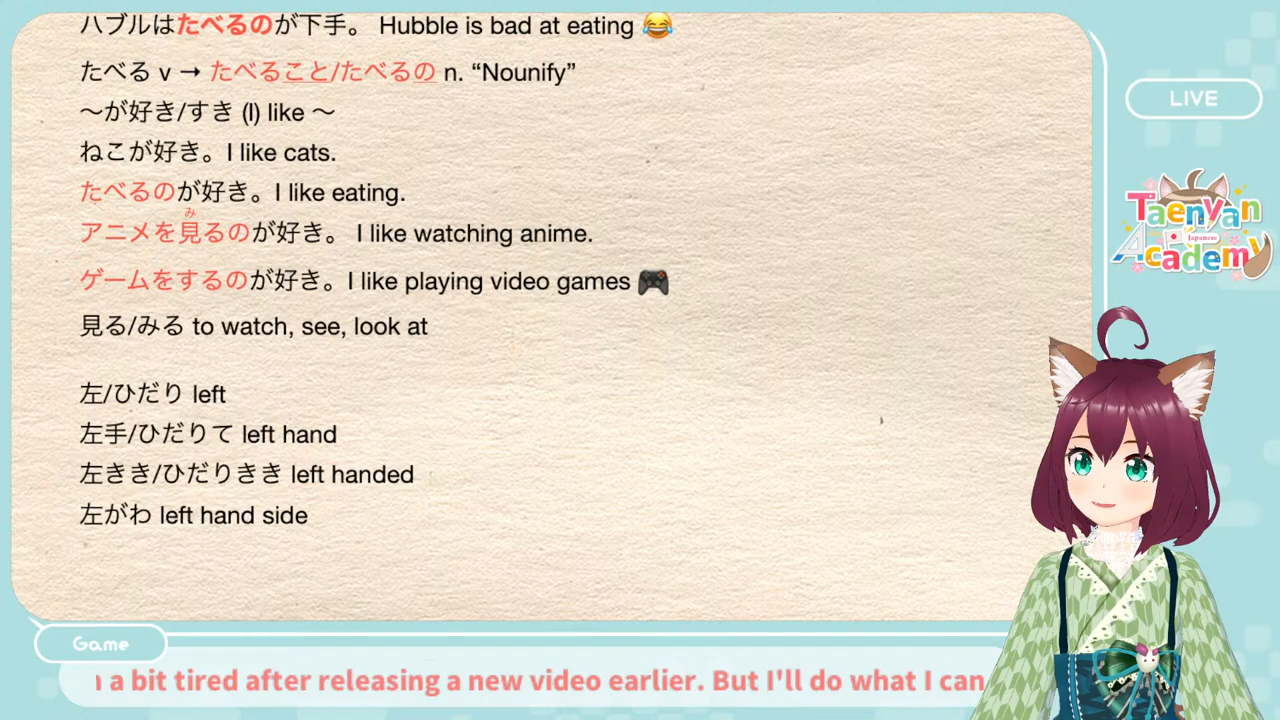 ハブルはたべるのが下手。 Hubble is bad at eating 😂
たべる v → たべること/たべるの n. “Nounify”
〜が好き/すき (I) like 〜
ねこが好き。I like cats.
たべるのが好き。I like eating.
み
アニメを見るのが好き。 I like watching anime.
ゲームをするのが好き。I like playing video games 🎮
見る/みる to watch, see, look at
左/ひだり left
左手/ひだりて left hand
左きき/ひだりきき left handed
左がわ left hand side
LIVE
Taenyan
Japanese
Academy
Game
a bit tired after releasing a new video earlier. But I'll do what I can